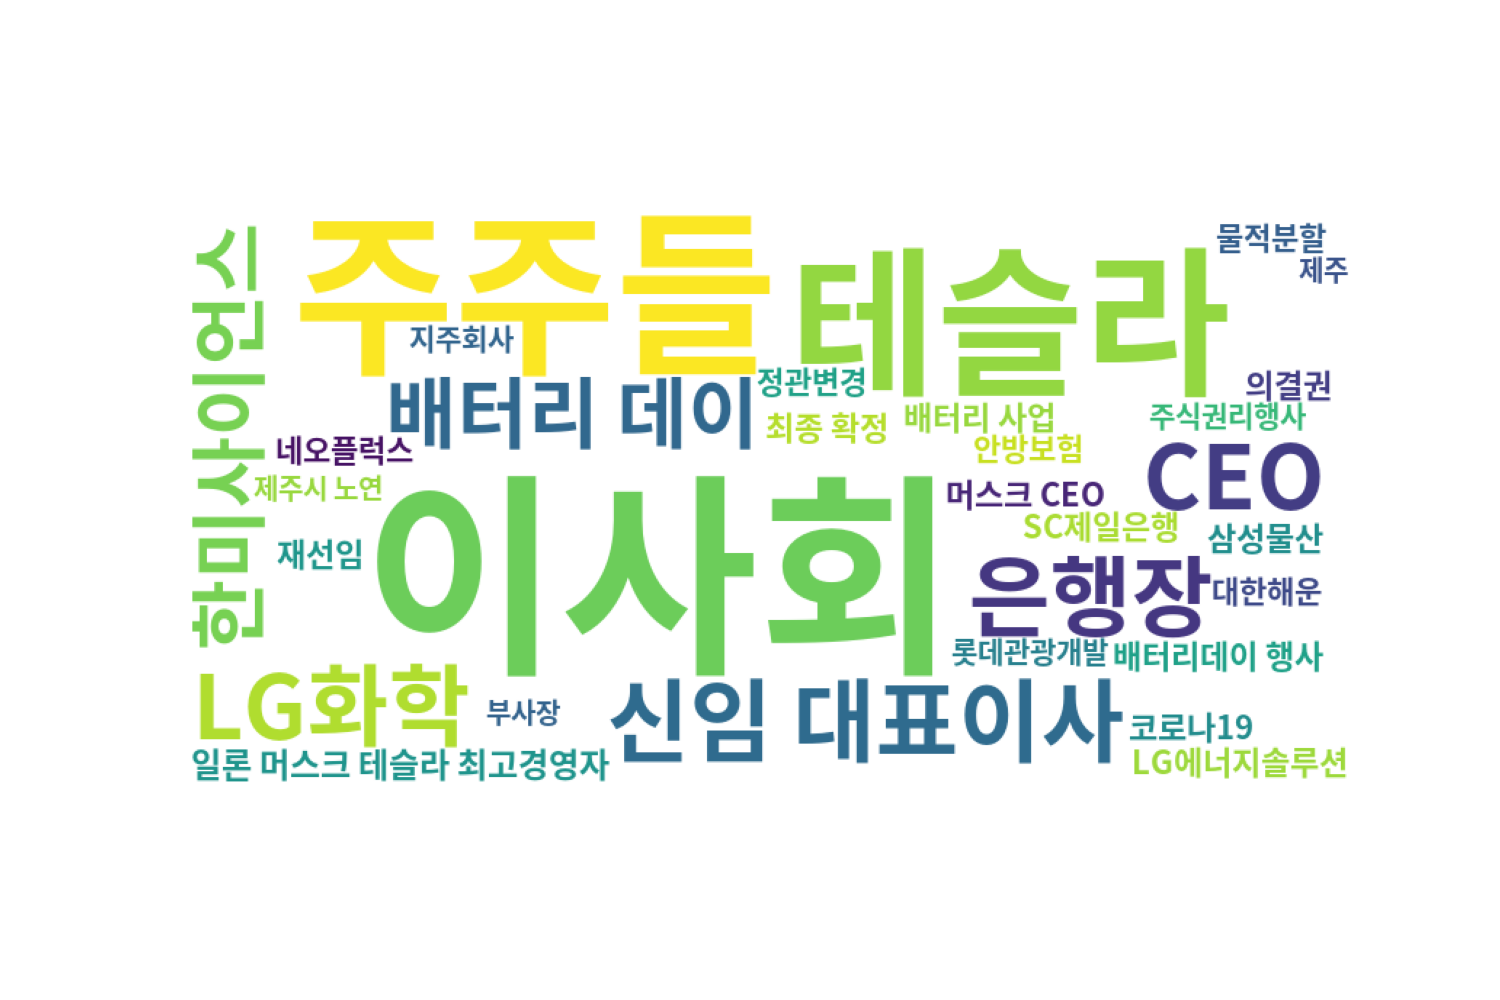 한미사이언스
주주들
테슬라
물적분할
제주
지주회사
배터리 데이
정관변경
의결권
최종 확정
배터리 사업
주식권리행사
네오플럭스
안방보험
제주시 노연
이사회
머스크 CEO
CEO
SC제일은행
삼성물산
재선임
은행장
대한해운
롯데관광개발
배터리데이 행사
LG화학
부사장
신임 대표이사
코로나19
일론 머스크 테슬라 최고경영자
LG에너지솔루션